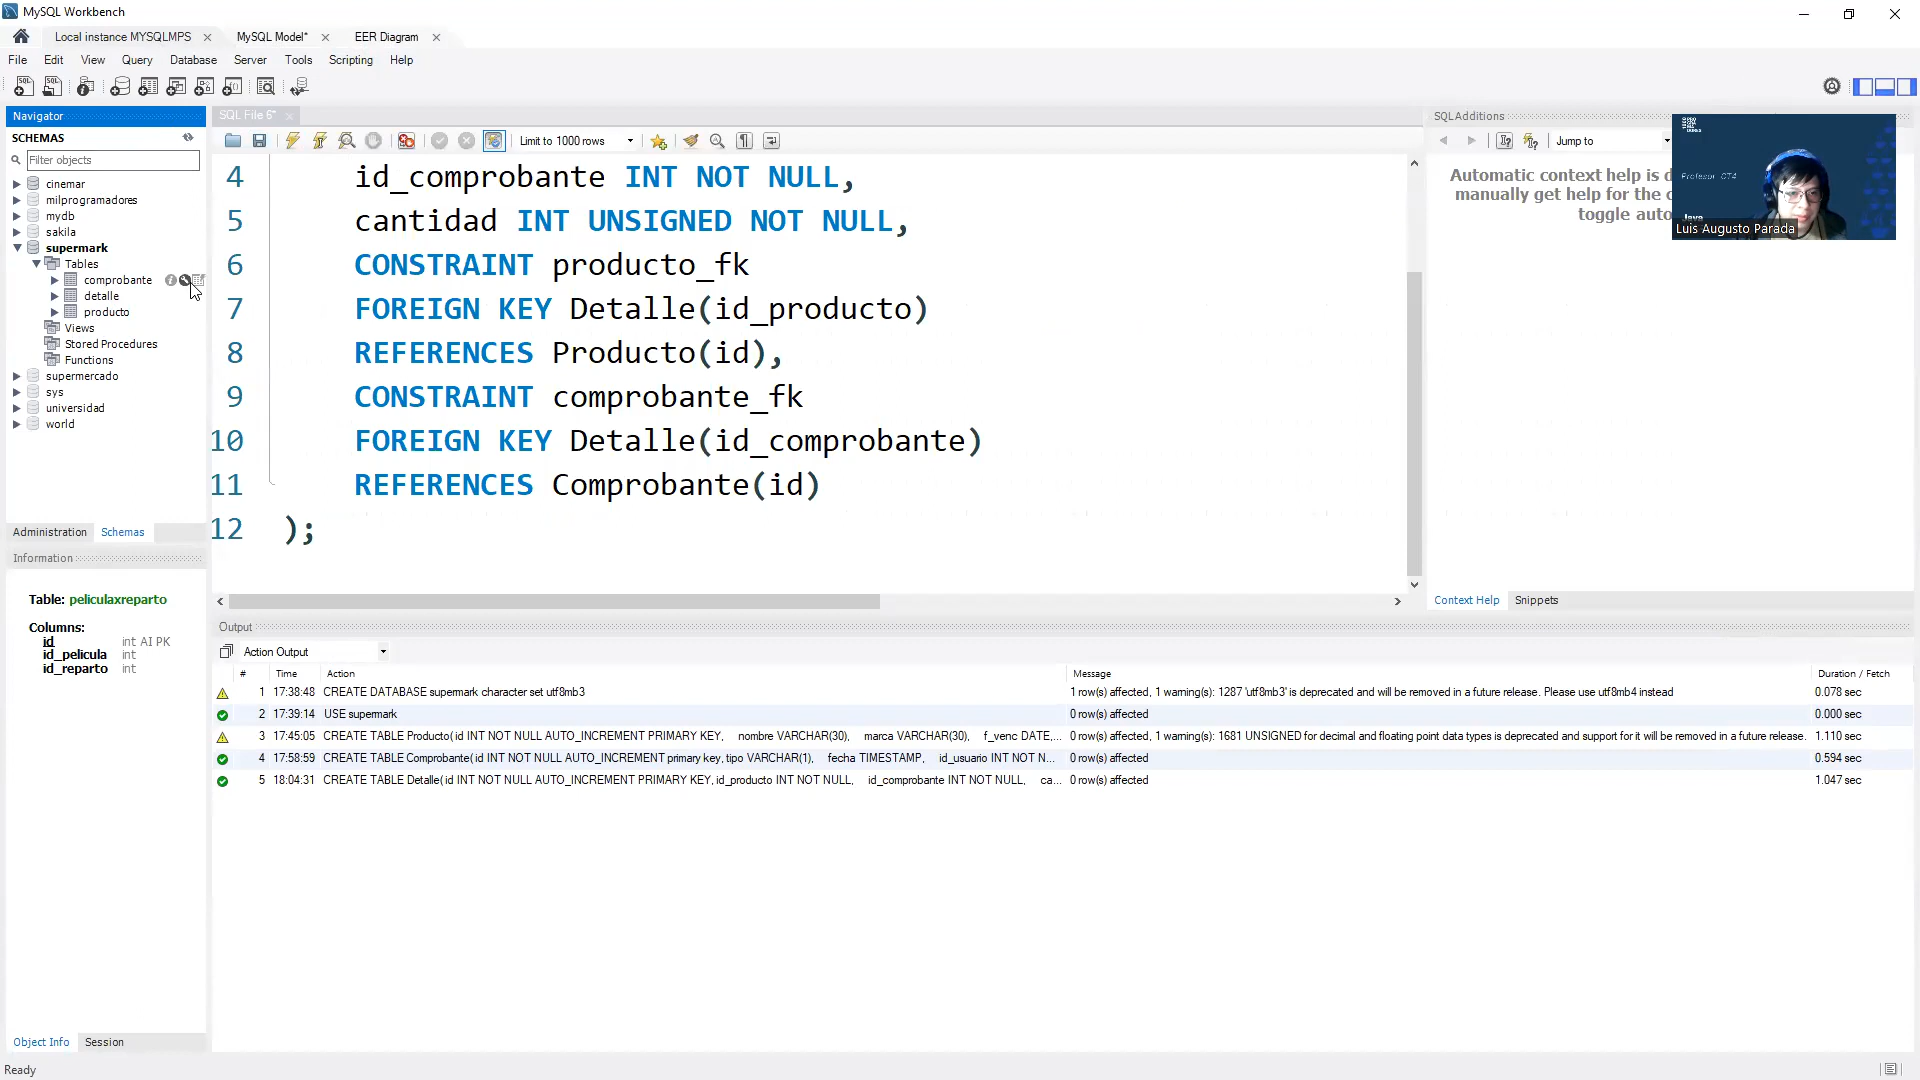 MySQL Workbench
Local instance MYSQLMPS
MySQL Model*
EER Diagram
File Edit View Query Database Server Tools Scripting Help
Navigator
SCHEMAS
Filter objects
cinemar
milprogramadores
mydb
sakila
supermark
Tables
comprobante
detalle
producto
Views
Stored Procedures
Functions
supermercado
sys
universidad
world
Administration Schemas
Information
Table: peliculaxreparto
Columns:
id int AI PK
id_pelicula int
id_reparto int
Object Info Session
Ready
SQL File 6*
Limit to 1000 rows
4 id_comprobante INT NOT NULL,
5 cantidad INT UNSIGNED NOT NULL,
6 CONSTRAINT producto_fk
7 FOREIGN KEY Detalle(id_producto)
8 REFERENCES Producto(id),
9 CONSTRAINT comprobante_fk
10 FOREIGN KEY Detalle(id_comprobante)
11 REFERENCES Comprobante(id)
12 );
SQLAdditions
Jump to
Automatic context help is d
manually get help for the c
toggle auto
Profesor CT4
Java
Luis Augusto Parada
Context Help Snippets
Output
Action Output
# Time Action Message Duration / Fetch
1 17:38:48 CREATE DATABASE supermark character set utf8mb3 1 row(s) affected, 1 warning(s): 1287 'utf8mb3' is deprecated and will be removed in a future release. Please use utf8mb4 instead 0.078 sec
2 17:39:14 USE supermark 0 row(s) affected 0.000 sec
3 17:45:05 CREATE TABLE Producto( id INT NOT NULL AUTO_INCREMENT PRIMARY KEY, nombre VARCHAR(30), marca VARCHAR(30), f_venc DATE,... 0 row(s) affected, 1 warning(s): 1681 UNSIGNED for decimal and floating point data types is deprecated and support for it will be removed in a future release. 1.110 sec
4 17:58:59 CREATE TABLE Comprobante( id INT NOT NULL AUTO_INCREMENT primary key, tipo VARCHAR(1), fecha TIMESTAMP, id_usuario INT NOT N... 0 row(s) affected 0.594 sec
5 18:04:31 CREATE TABLE Detalle( id INT NOT NULL AUTO_INCREMENT PRIMARY KEY, id_producto INT NOT NULL, id_comprobante INT NOT NULL, ca... 0 row(s) affected 1.047 sec